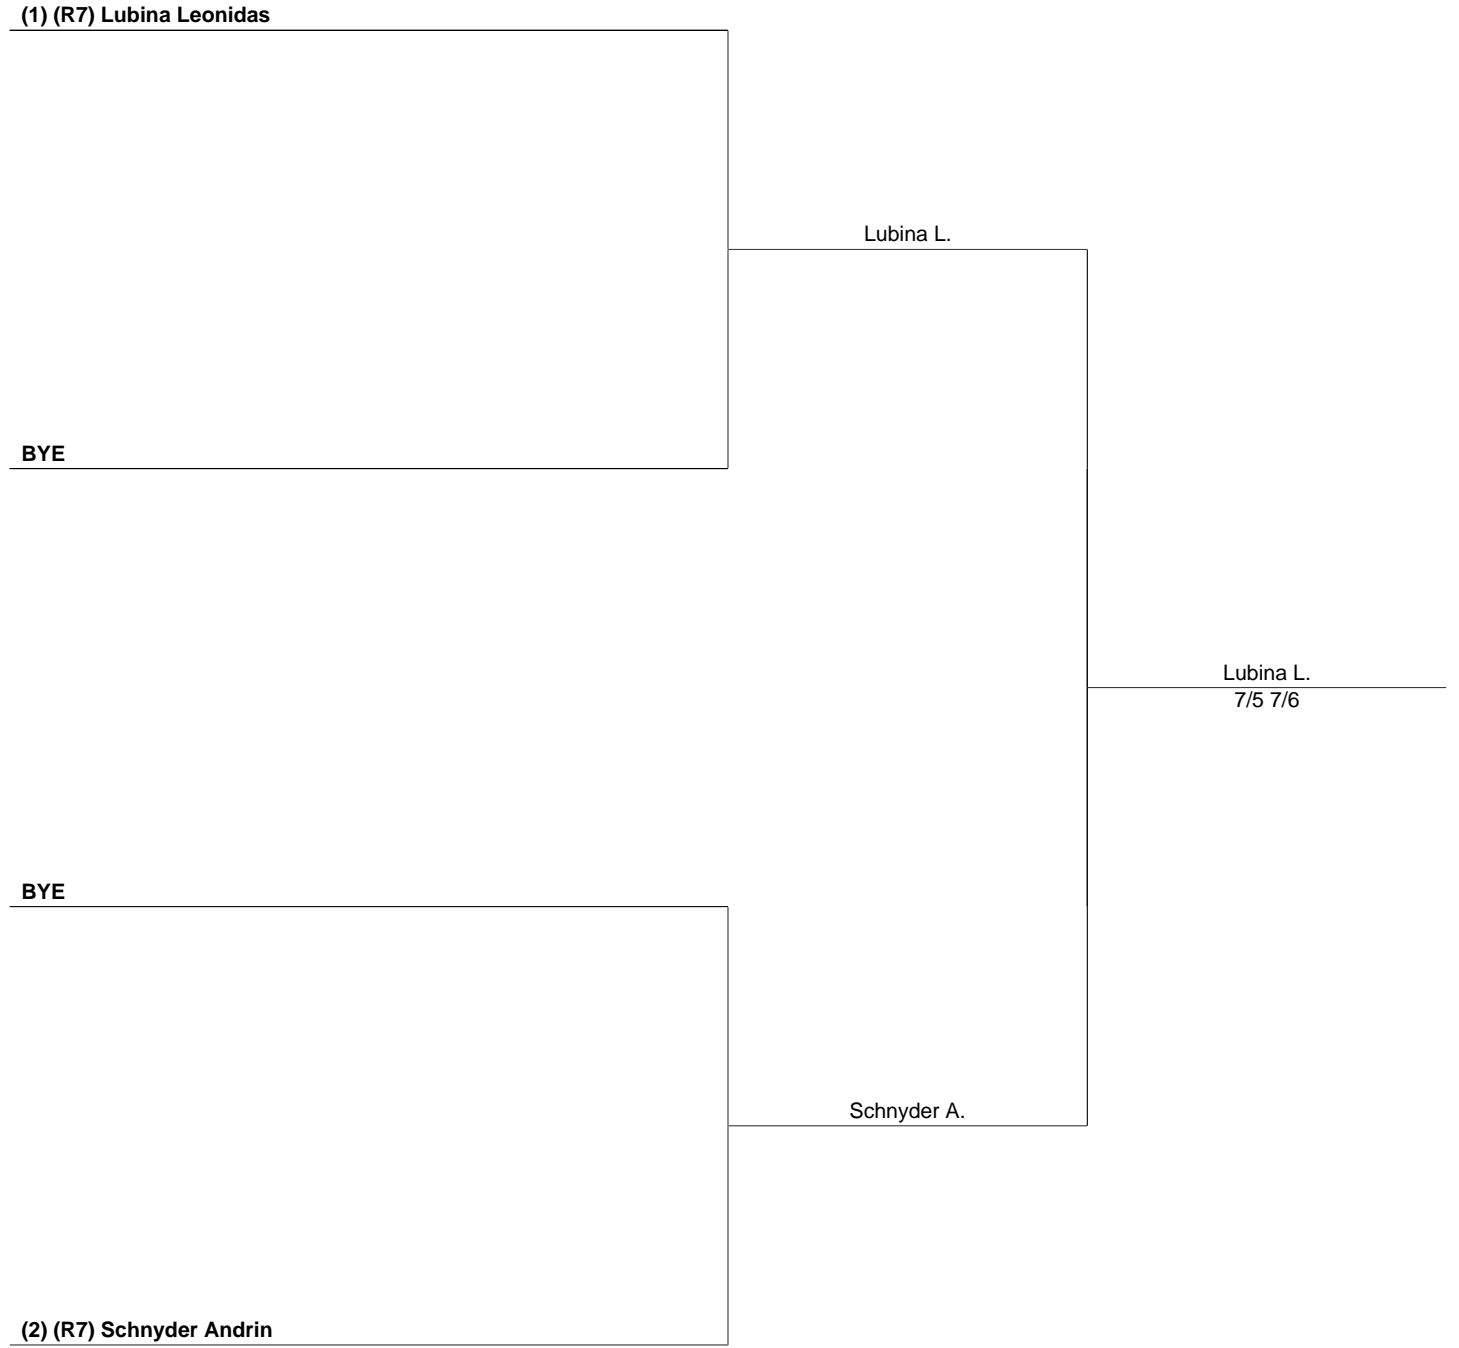 (1) (R7) Lubina Leonidas
Lubina L.
BYE
Lubina L.
7/5 7/6
BYE
Schnyder A.
(2) (R7) Schnyder Andrin